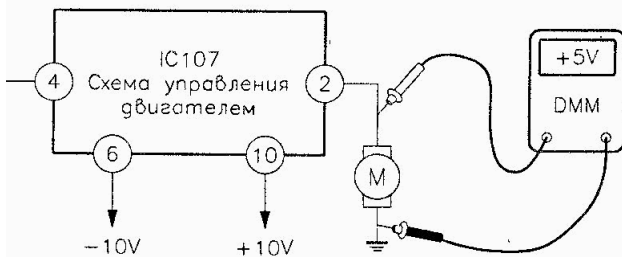 IC107
Схема управления
двигателем
4
2
6
10
−10V
+10V
M
+5V
DMM